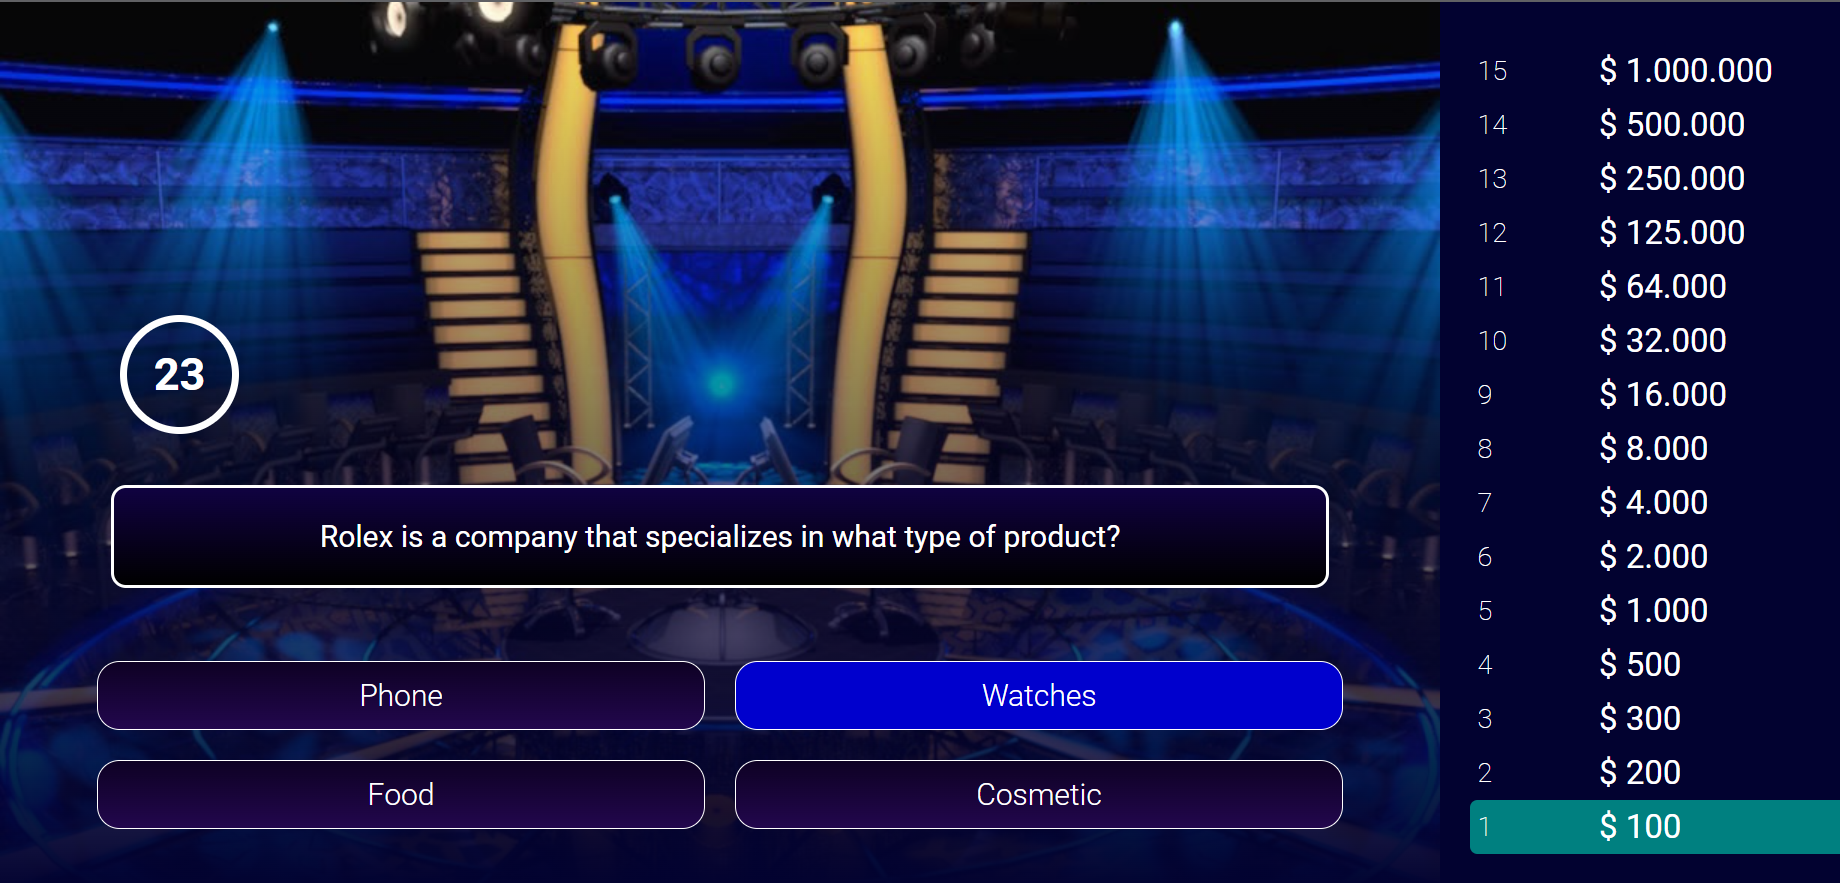 23
Rolex is a company that specializes in what type of product?
Phone
Watches
Food
Cosmetic
15 $ 1.000.000
14 $ 500.000
13 $ 250.000
12 $ 125.000
11 $ 64.000
10 $ 32.000
9 $ 16.000
8 $ 8.000
7 $ 4.000
6 $ 2.000
5 $ 1.000
4 $ 500
3 $ 300
2 $ 200
1 $ 100